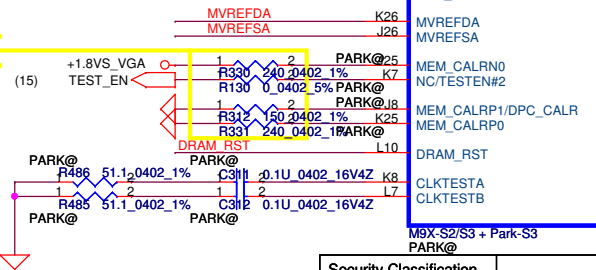 MVREFDA K26 MVREFDA
MVREFSA J26 MVREFSA
+1.8VS_VGA 1 2 PARK@ J25 MEM_CALRN0
R330 240_0402_1%
(15) TEST_EN 1 2 K7 NC/TESTEN#2
R130 0_0402_5% PARK@
1 2 PARK@ J8 MEM_CALRP1/DPC_CALR
R312 150_0402_1%
1 2 K25 MEM_CALRP0
R331 240_0402_1% PARK@
DRAM_RST L10 DRAM_RST
PARK@ PARK@
R486 51.1_0402_1% C311 0.1U_0402_16V4Z
1 2 1 2 K8 CLKTESTA
1 2 1 2 L7 CLKTESTB
R485 51.1_0402_1% C312 0.1U_0402_16V4Z
PARK@ PARK@
M9X-S2/S3 + Park-S3
PARK@
Security Classification